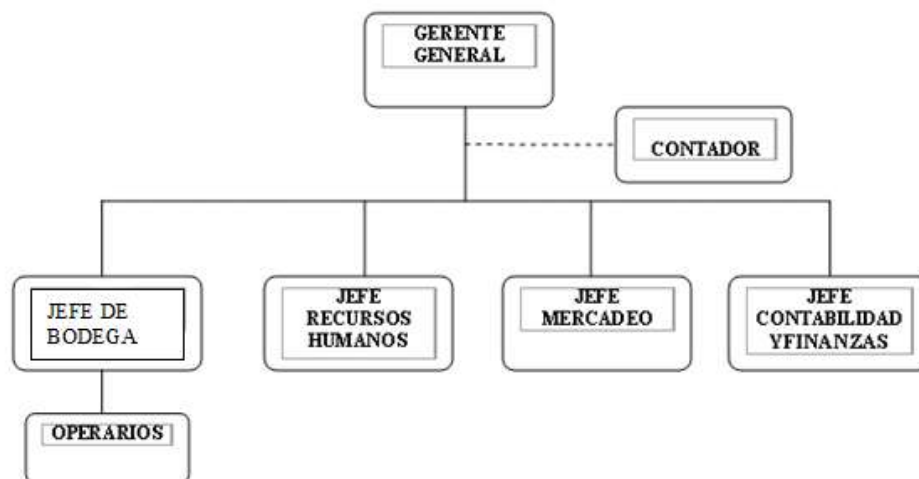 GERENTE
GENERAL
CONTADOR
JEFE DE
BODEGA
JEFE
RECURSOS
HUMANOS
JEFE
MERCADEO
JEFE
CONTABILIDAD
YFINANZAS
OPERARIOS